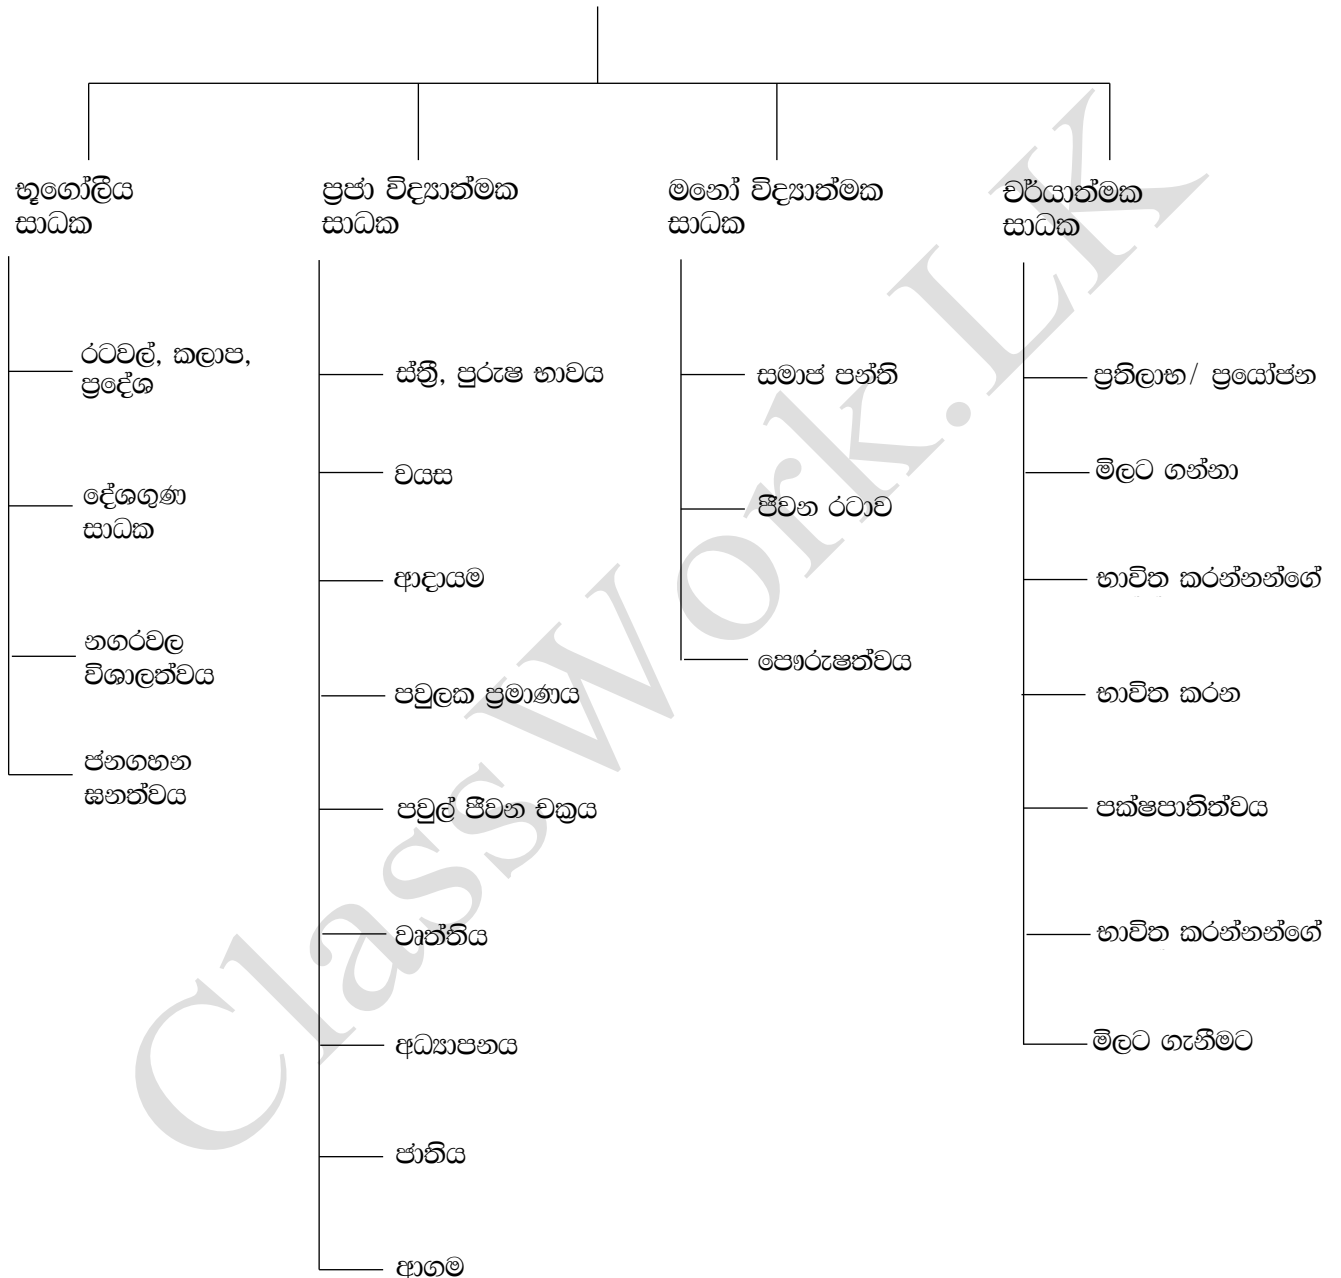 භූගෝලීය
සාධක
රටවල්, කලාප,
ප්‍රදේශ
දේශගුණ
සාධක
නගරවල
විශාලත්වය
ජනගහන
ඝනත්වය
ප්‍රජා විද්‍යාත්මක
සාධක
ස්ත්‍රී, පුරුෂ භාවය
වයස
ආදායම
පවුලක ප්‍රමාණය
පවුල් ජීවන චක්‍රය
වෘත්තිය
අධ්‍යාපනය
ජාතිය
ආගම
මනෝ විද්‍යාත්මක
සාධක
සමාජ පන්ති
ජීවන රටාව
පෞරුෂත්වය
චර්යාත්මක
සාධක
ප්‍රතිලාභ/ ප්‍රයෝජන
මිලට ගන්නා
භාවිත කරන්නන්ගේ
භාවිත කරන
පක්ෂපාතිත්වය
භාවිත කරන්නන්ගේ
මිලට ගැනීමට
ClassWork.LK